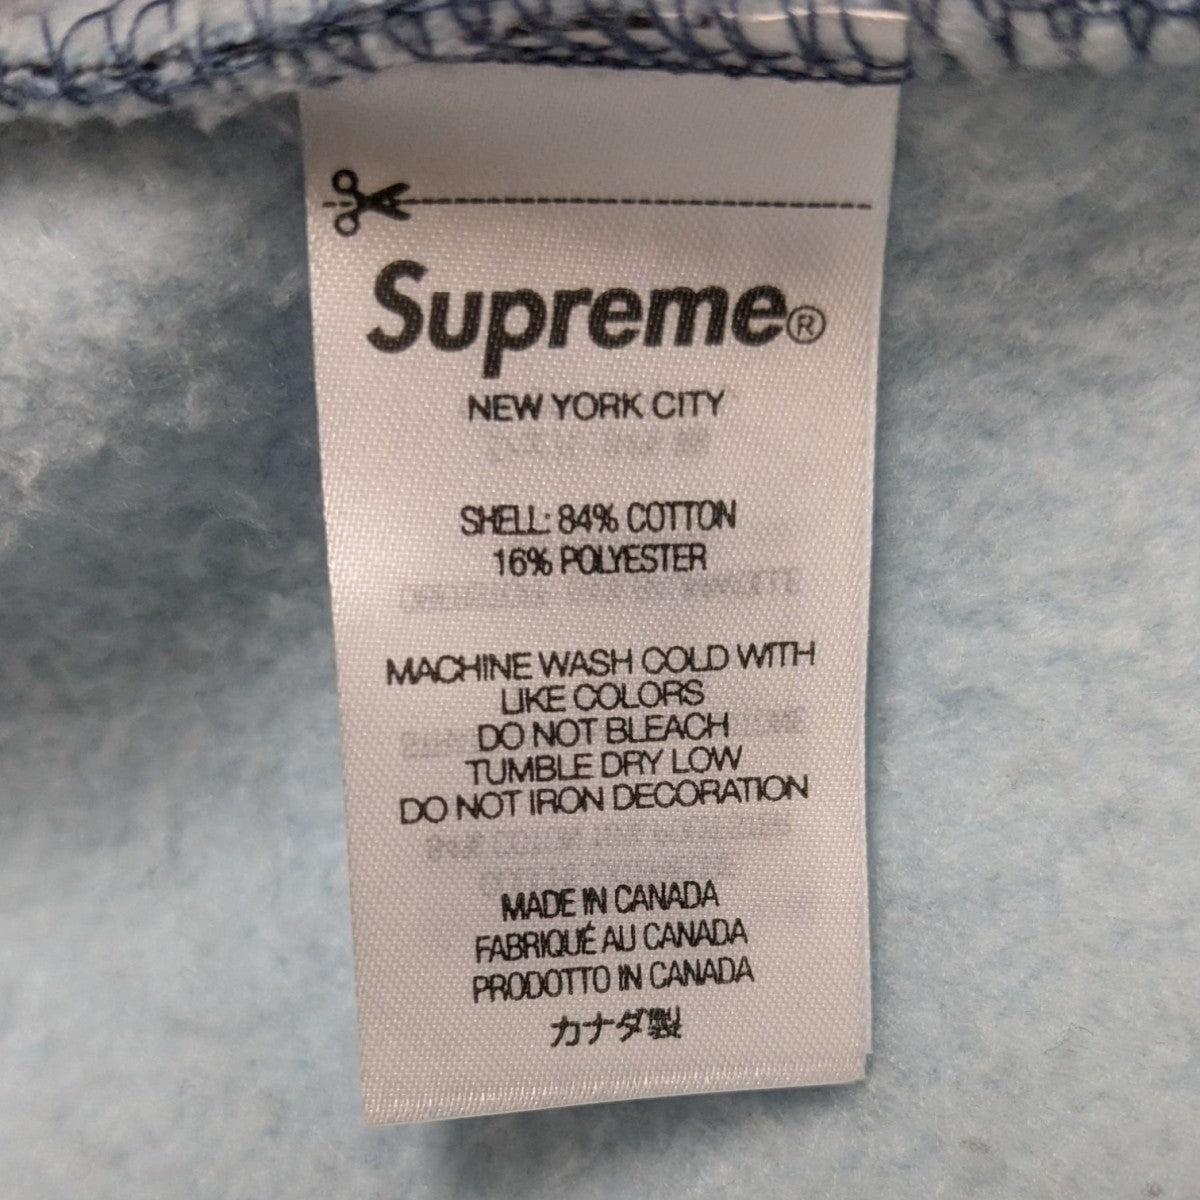 Supreme®
NEW YORK CITY
SHELL: 84% COTTON
16% POLYESTER
MACHINE WASH COLD WITH
LIKE COLORS
DO NOT BLEACH
TUMBLE DRY LOW
DO NOT IRON DECORATION
MADE IN CANADA
FABRIQUÉ AU CANADA
PRODOTTO IN CANADA
カナダ製